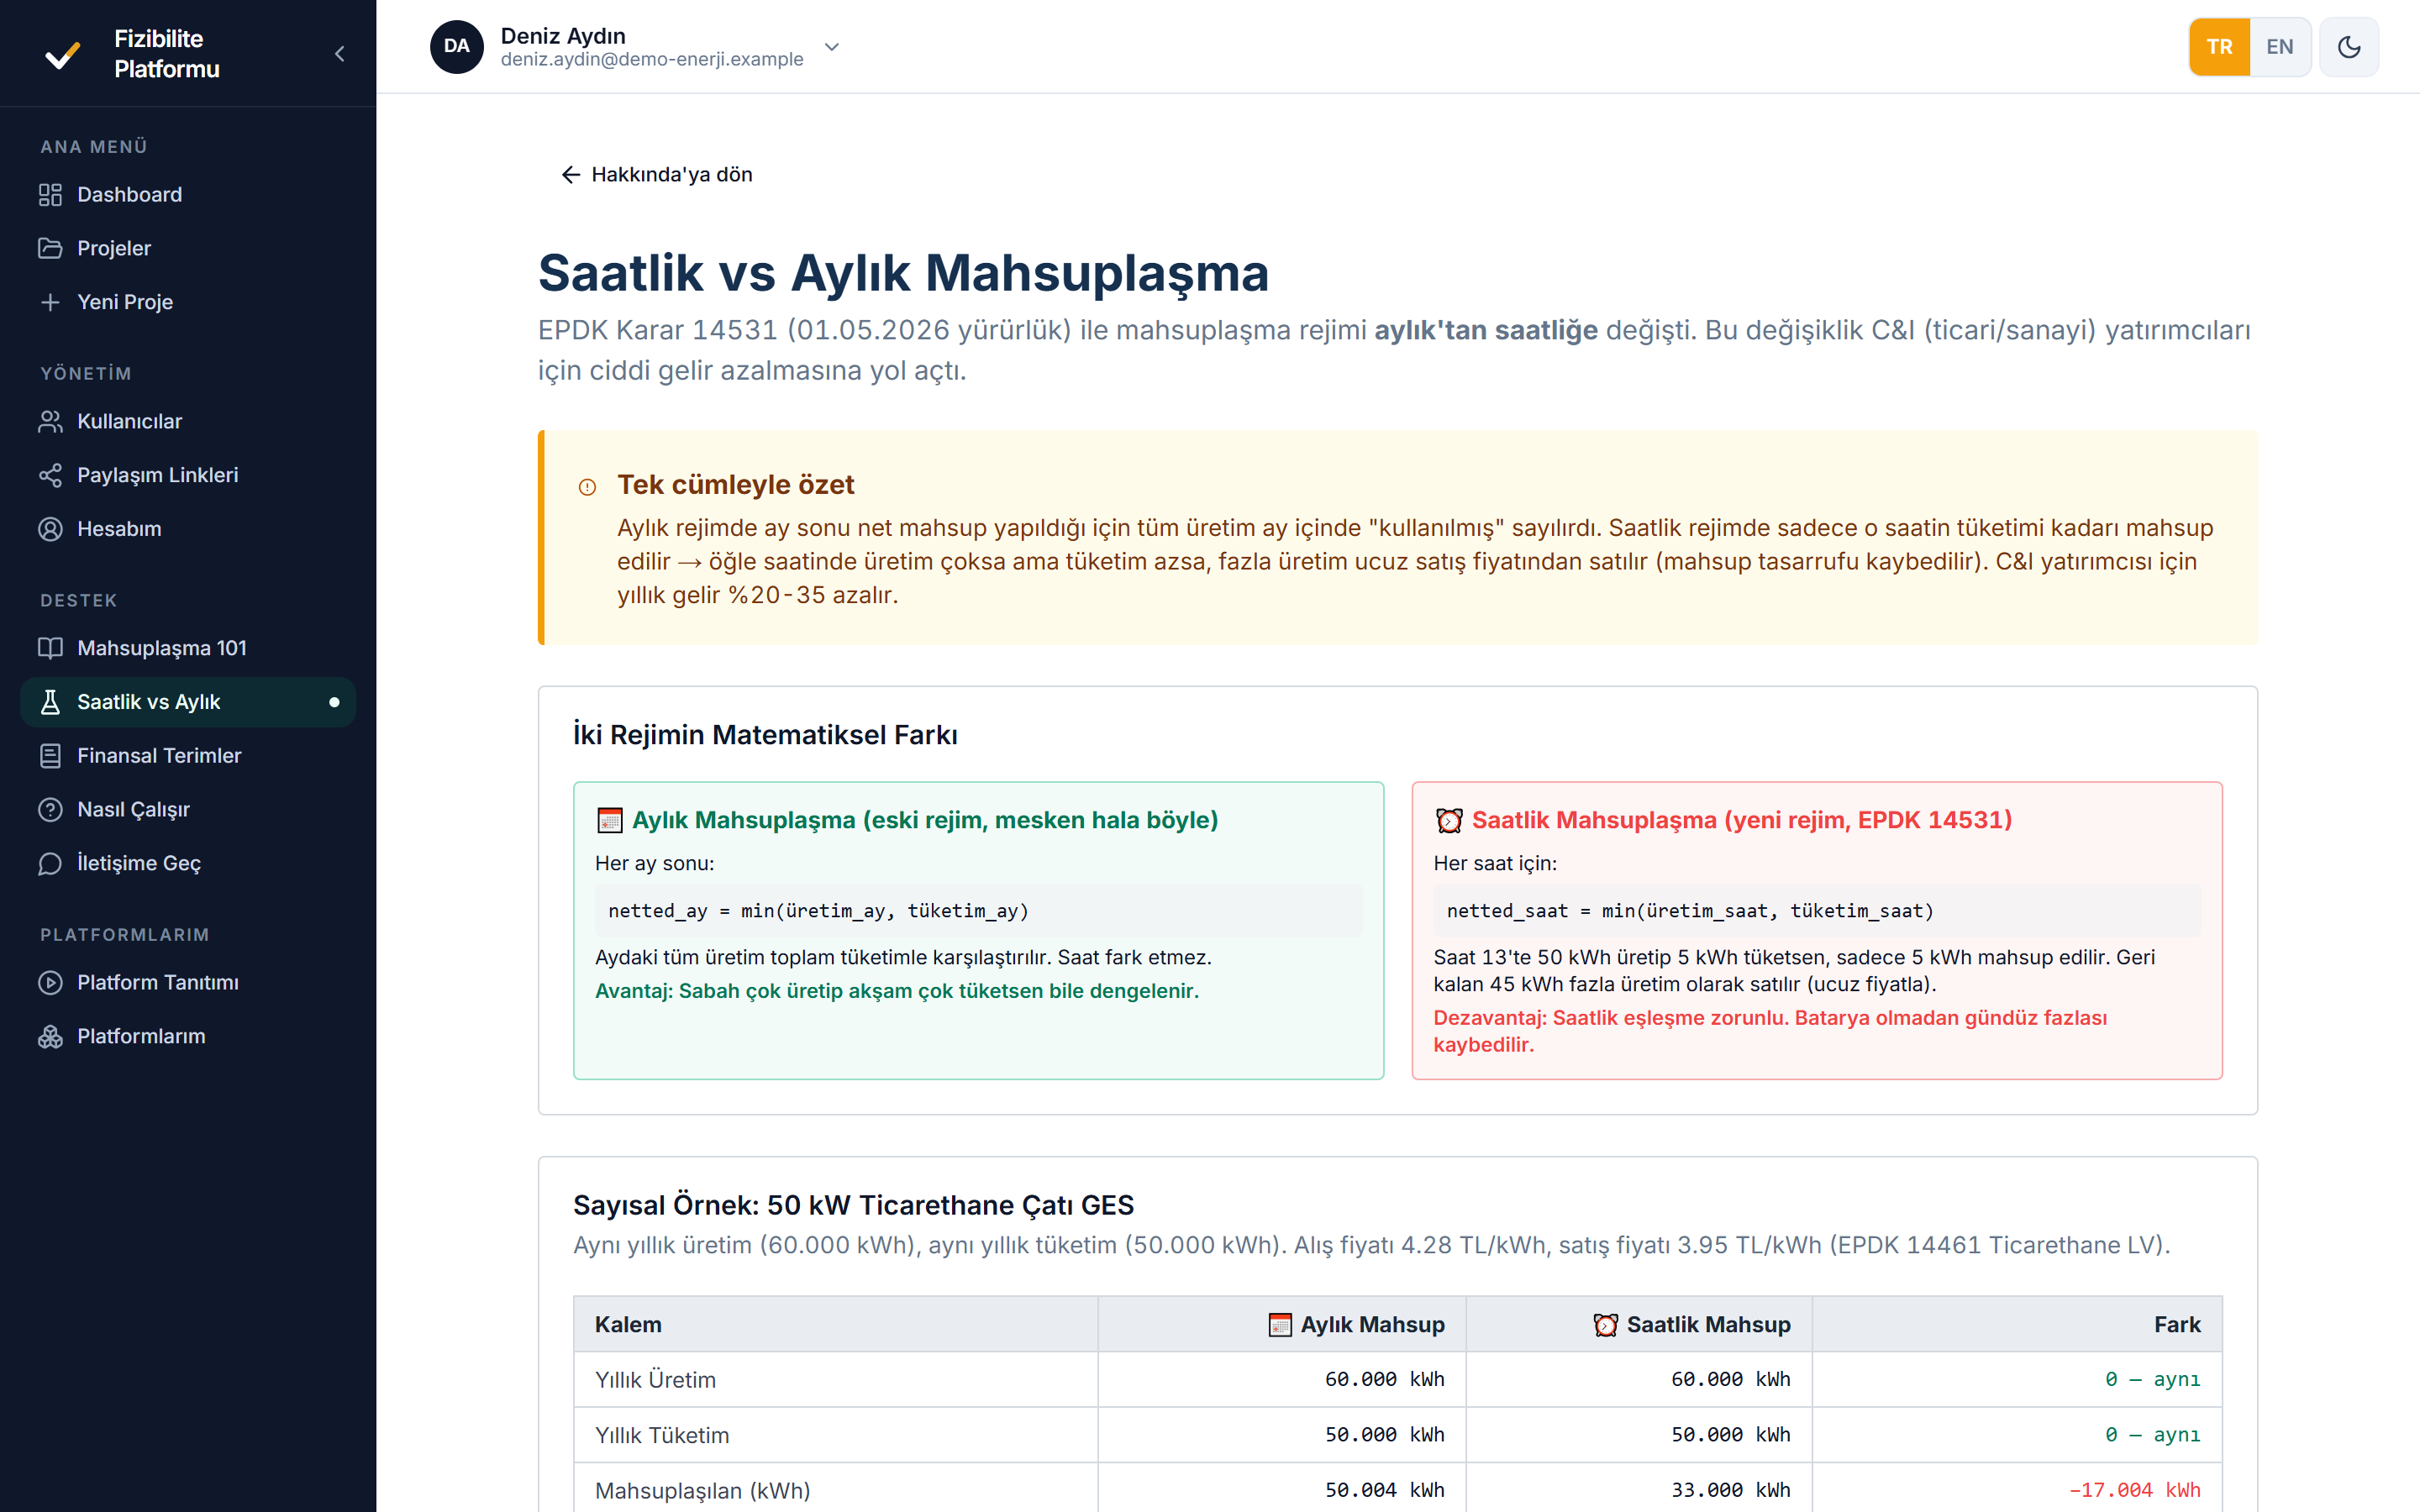 Fizibilite
Platformu
ANA MENÜ
Dashboard
Projeler
Yeni Proje
YÖNETİM
Kullanıcılar
Paylaşım Linkleri
Hesabım
DESTEK
Mahsuplaşma 101
Saatlik vs Aylık
Finansal Terimler
Nasıl Çalışır
İletişime Geç
PLATFORMLARIM
Platform Tanıtımı
Platformlarım
DA
Deniz Aydın
deniz.aydin@demo-enerji.example
TR
EN
Hakkında'ya dön
Saatlik vs Aylık Mahsuplaşma
EPDK Karar 14531 (01.05.2026 yürürlük) ile mahsuplaşma rejimi aylık'tan saatliğe değişti. Bu değişiklik C&I (ticari/sanayi) yatırımcıları
için ciddi gelir azalmasına yol açtı.
Tek cümleyle özet
Aylık rejimde ay sonu net mahsup yapıldığı için tüm üretim ay içinde "kullanılmış" sayılırdı. Saatlik rejimde sadece o saatin tüketimi kadarı mahsup
edilir → öğle saatinde üretim çoksa ama tüketim azsa, fazla üretim ucuz satış fiyatından satılır (mahsup tasarrufu kaybedilir). C&I yatırımcısı için
yıllık gelir %20-35 azalır.
İki Rejimin Matematiksel Farkı
Aylık Mahsuplaşma (eski rejim, mesken hala böyle)
Her ay sonu:
netted_ay = min(üretim_ay, tüketim_ay)
Aydaki tüm üretim toplam tüketimle karşılaştırılır. Saat fark etmez.
Avantaj: Sabah çok üretip akşam çok tüketsen bile dengelenir.
Saatlik Mahsuplaşma (yeni rejim, EPDK 14531)
Her saat için:
netted_saat = min(üretim_saat, tüketim_saat)
Saat 13'te 50 kWh üretip 5 kWh tüketsen, sadece 5 kWh mahsup edilir. Geri
kalan 45 kWh fazla üretim olarak satılır (ucuz fiyatla).
Dezavantaj: Saatlik eşleşme zorunlu. Batarya olmadan gündüz fazlası
kaybedilir.
Sayısal Örnek: 50 kW Ticarethane Çatı GES
Aynı yıllık üretim (60.000 kWh), aynı yıllık tüketim (50.000 kWh). Alış fiyatı 4.28 TL/kWh, satış fiyatı 3.95 TL/kWh (EPDK 14461 Ticarethane LV).
Kalem Aylık Mahsup Saatlik Mahsup Fark
Yıllık Üretim 60.000 kWh 60.000 kWh 0 — aynı
Yıllık Tüketim 50.000 kWh 50.000 kWh 0 — aynı
Mahsuplaşılan (kWh) 50.004 kWh 33.000 kWh -17.004 kWh